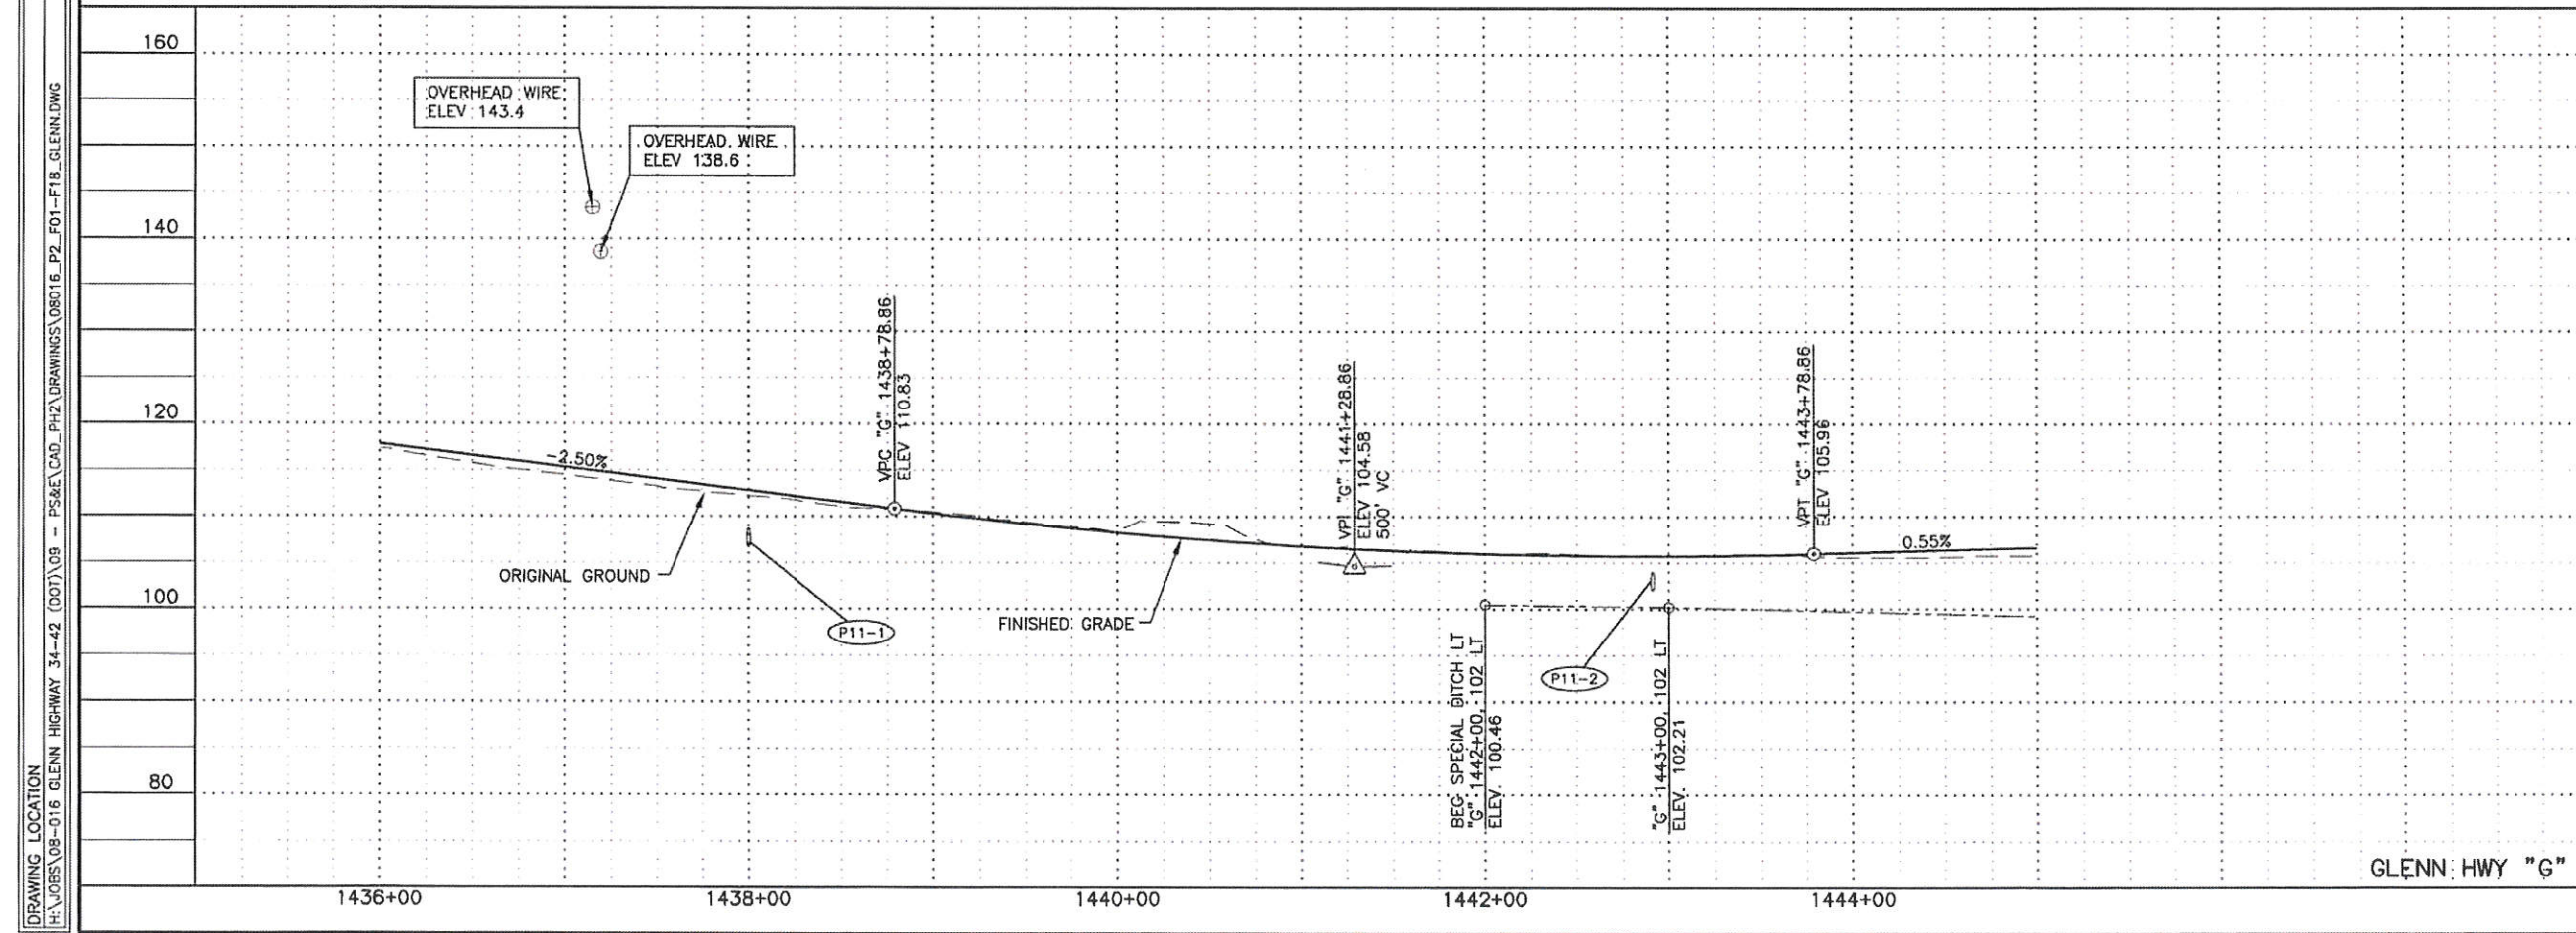 DRAWING LOCATION
H:\JOBS\08-016 GLENN HIGHWAY 34-42 (DOT)\09 - PS&E\CAD_PH2\DRAWINGS\08016_P2_F01-F18_GLENN.DWG
160
140
120
100
80
OVERHEAD WIRE
ELEV 143.4
OVERHEAD WIRE
ELEV 138.6
-2.50%
ORIGINAL GROUND
VPC "G" 1438+78.86
ELEV 110.83
P11-1
FINISHED GRADE
VPI "G" 1441+28.86
ELEV 104.58
500' VC
VPT "G" 1443+78.86
ELEV 105.96
0.55%
BEG SPECIAL DITCH LT
"G" 1442+00, 102 LT
ELEV. 100.46
P11-2
"G" 1443+00, 102 LT
ELEV. 102.21
GLENN HWY "G"
1436+00
1438+00
1440+00
1442+00
1444+00